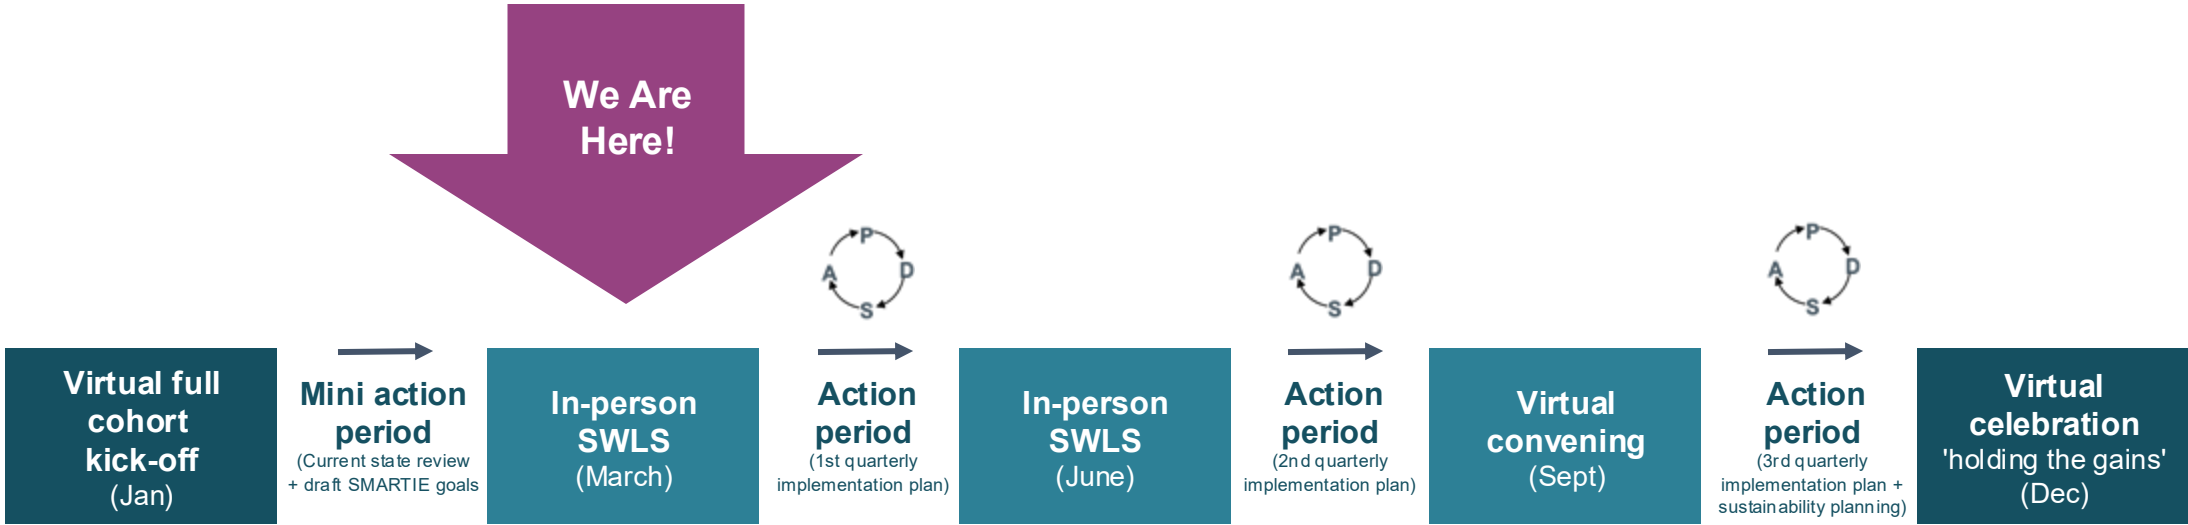 We Are
Here!
P
A
D
S
P
A
D
S
P
A
D
S
Virtual full
cohort
kick-off
(Jan)
Mini action
period
(Current state review
+ draft SMARTIE goals
In-person
SWLS
(March)
Action
period
(1st quarterly
implementation plan)
In-person
SWLS
(June)
Action
period
(2nd quarterly
implementation plan)
Virtual
convening
(Sept)
Action
period
(3rd quarterly
implementation plan +
sustainability planning)
Virtual
celebration
'holding the gains'
(Dec)